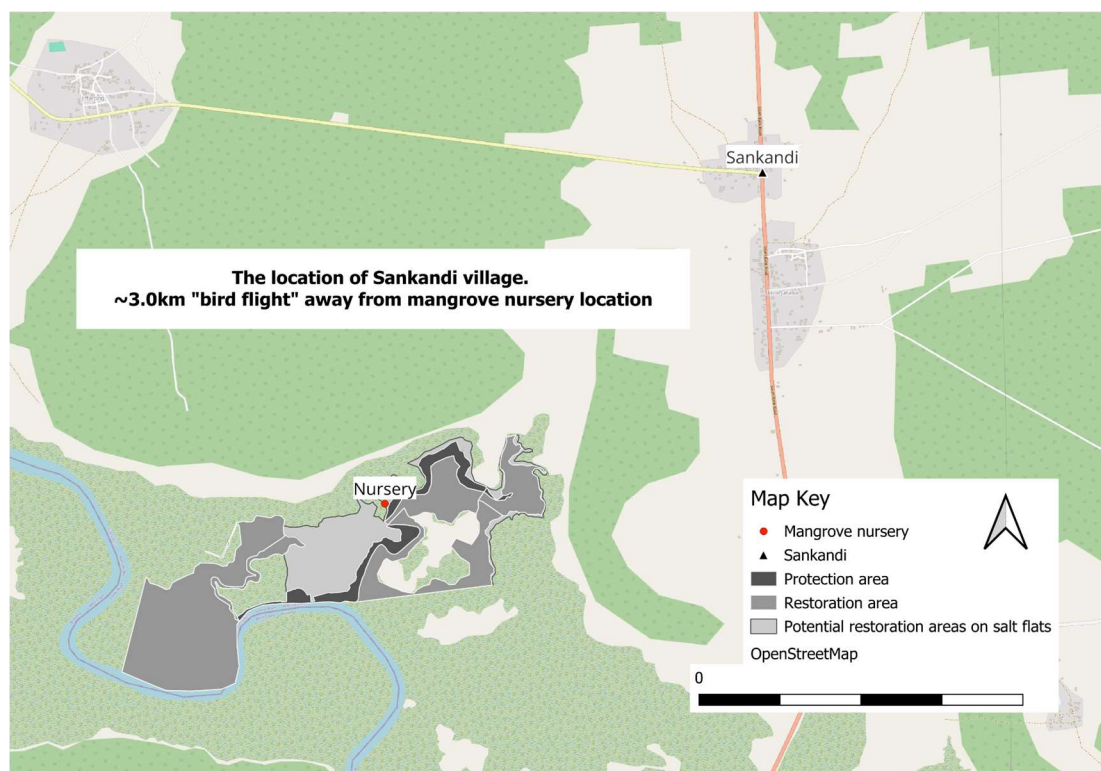 Sankandi
The location of Sankandi village.
~3.0km "bird flight" away from mangrove nursery location
Nursery
Map Key
Mangrove nursery
Sankandi
Protection area
Restoration area
Potential restoration areas on salt flats
OpenStreetMap
0